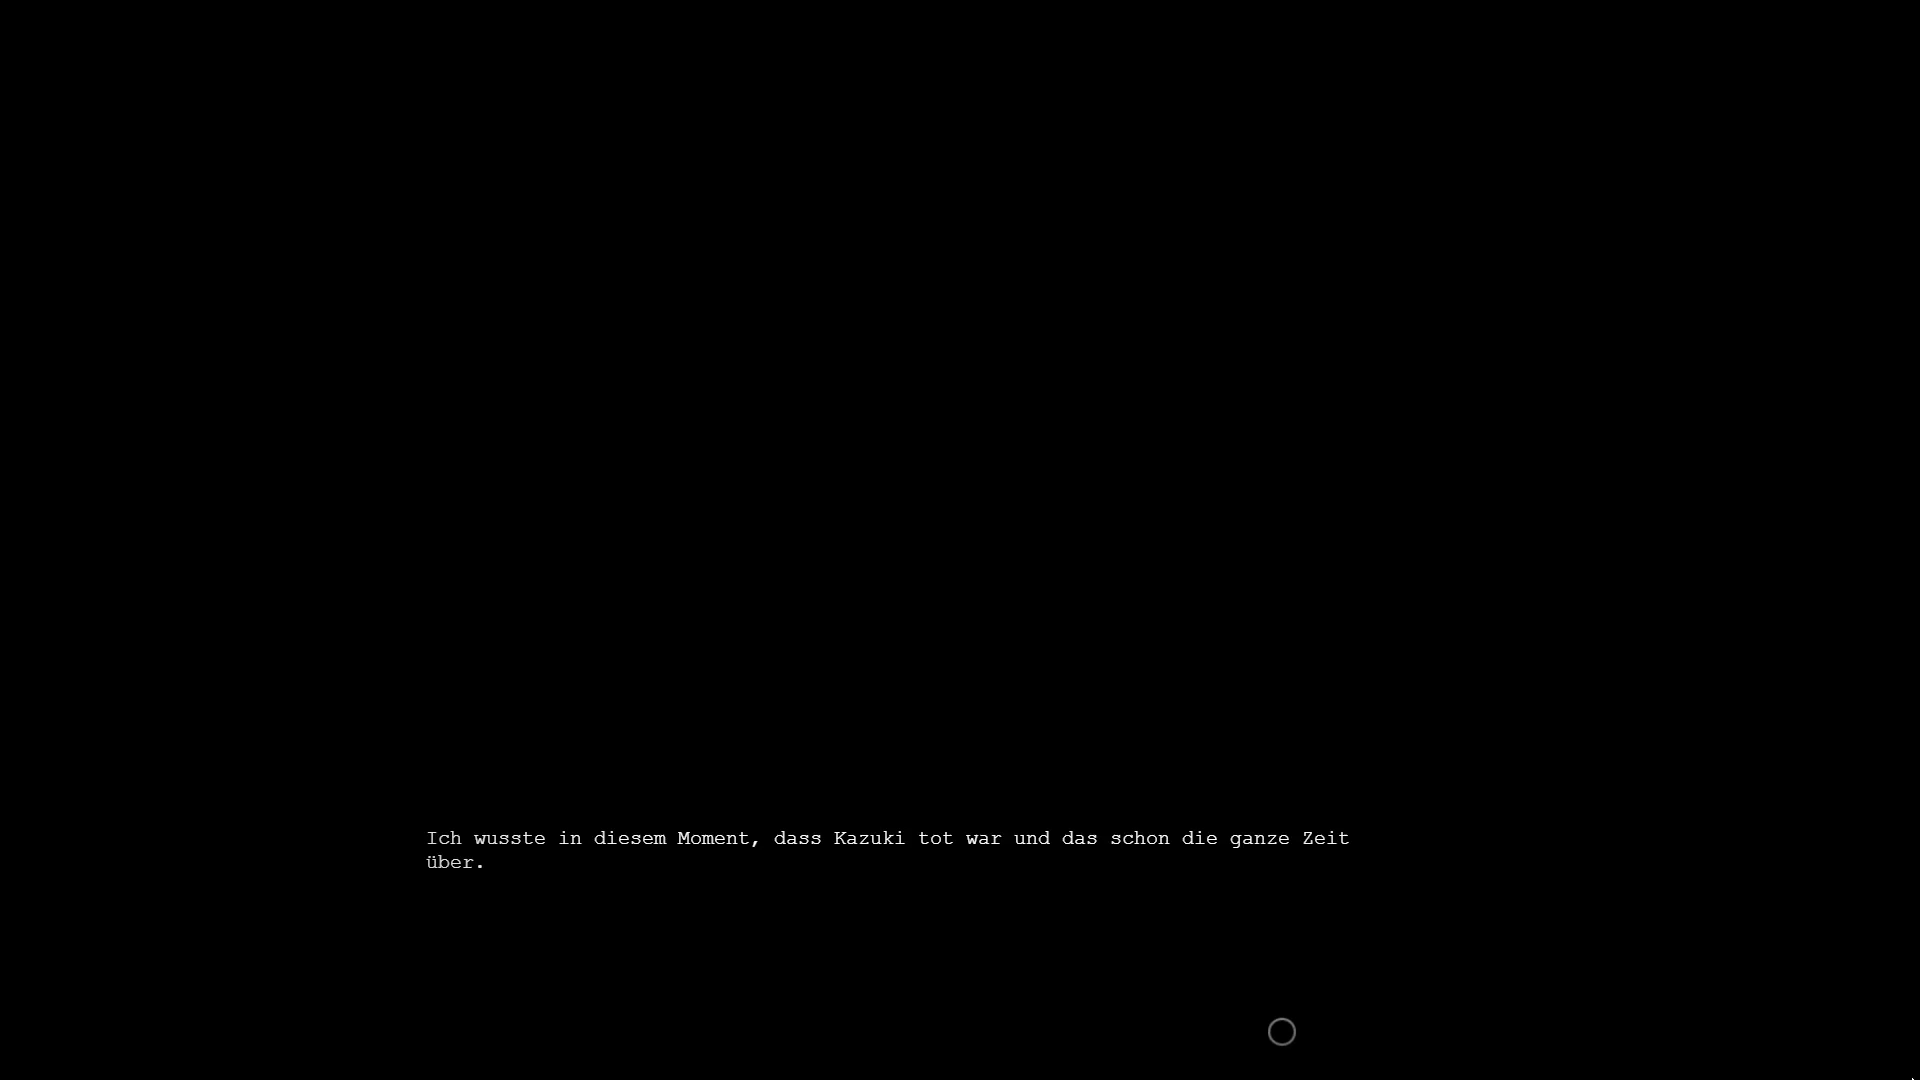 Ich wusste in diesem Moment, dass Kazuki tot war und das schon die ganze Zeit
über.